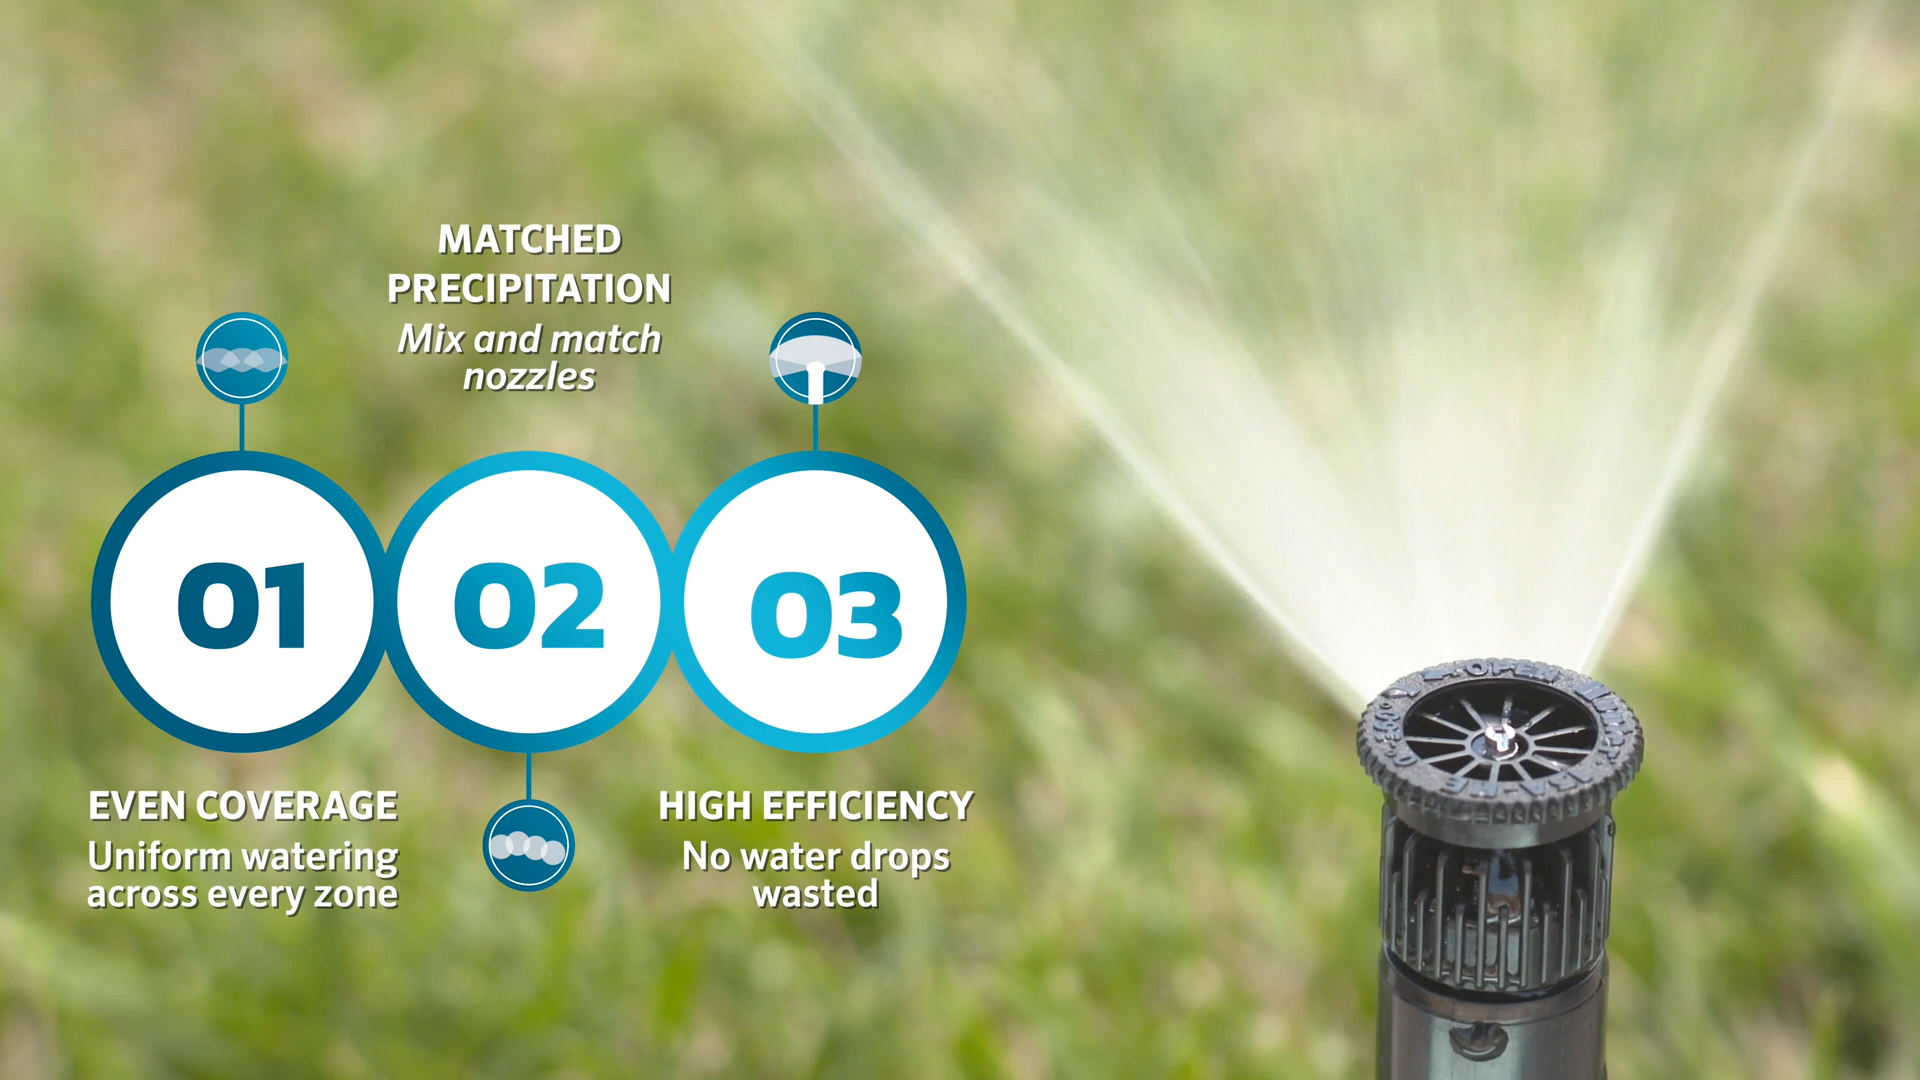 MATCHED
PRECIPITATION
Mix and match
nozzles
01
02
03
EVEN COVERAGE
Uniform watering
across every zone
HIGH EFFICIENCY
No water drops
wasted
OPEN